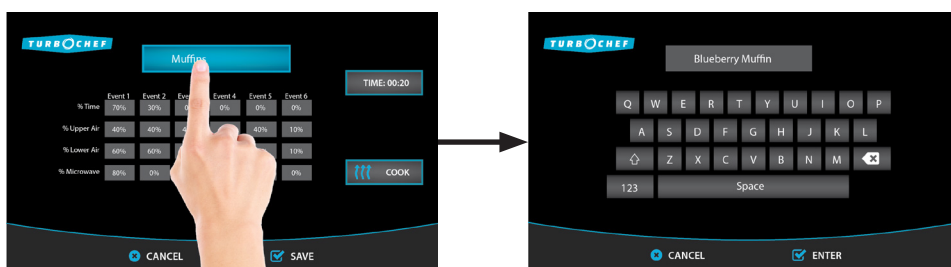 TURBOCHEF
Muffins
TIME: 00:20
Event 1 Event 2 Event 4 Event 5 Event 6
% Time 70% 30% 0% 0% 0%
% Upper Air 40% 40% 40% 10%
% Lower Air 60% 60% 10%
% Microwave 80% 0% 0%
COOK
CANCEL SAVE
TURBOCHEF
Blueberry Muffin
Q W E R T Y U I O P
A S D F G H J K L
Z X C V B N M
123 Space
CANCEL ENTER